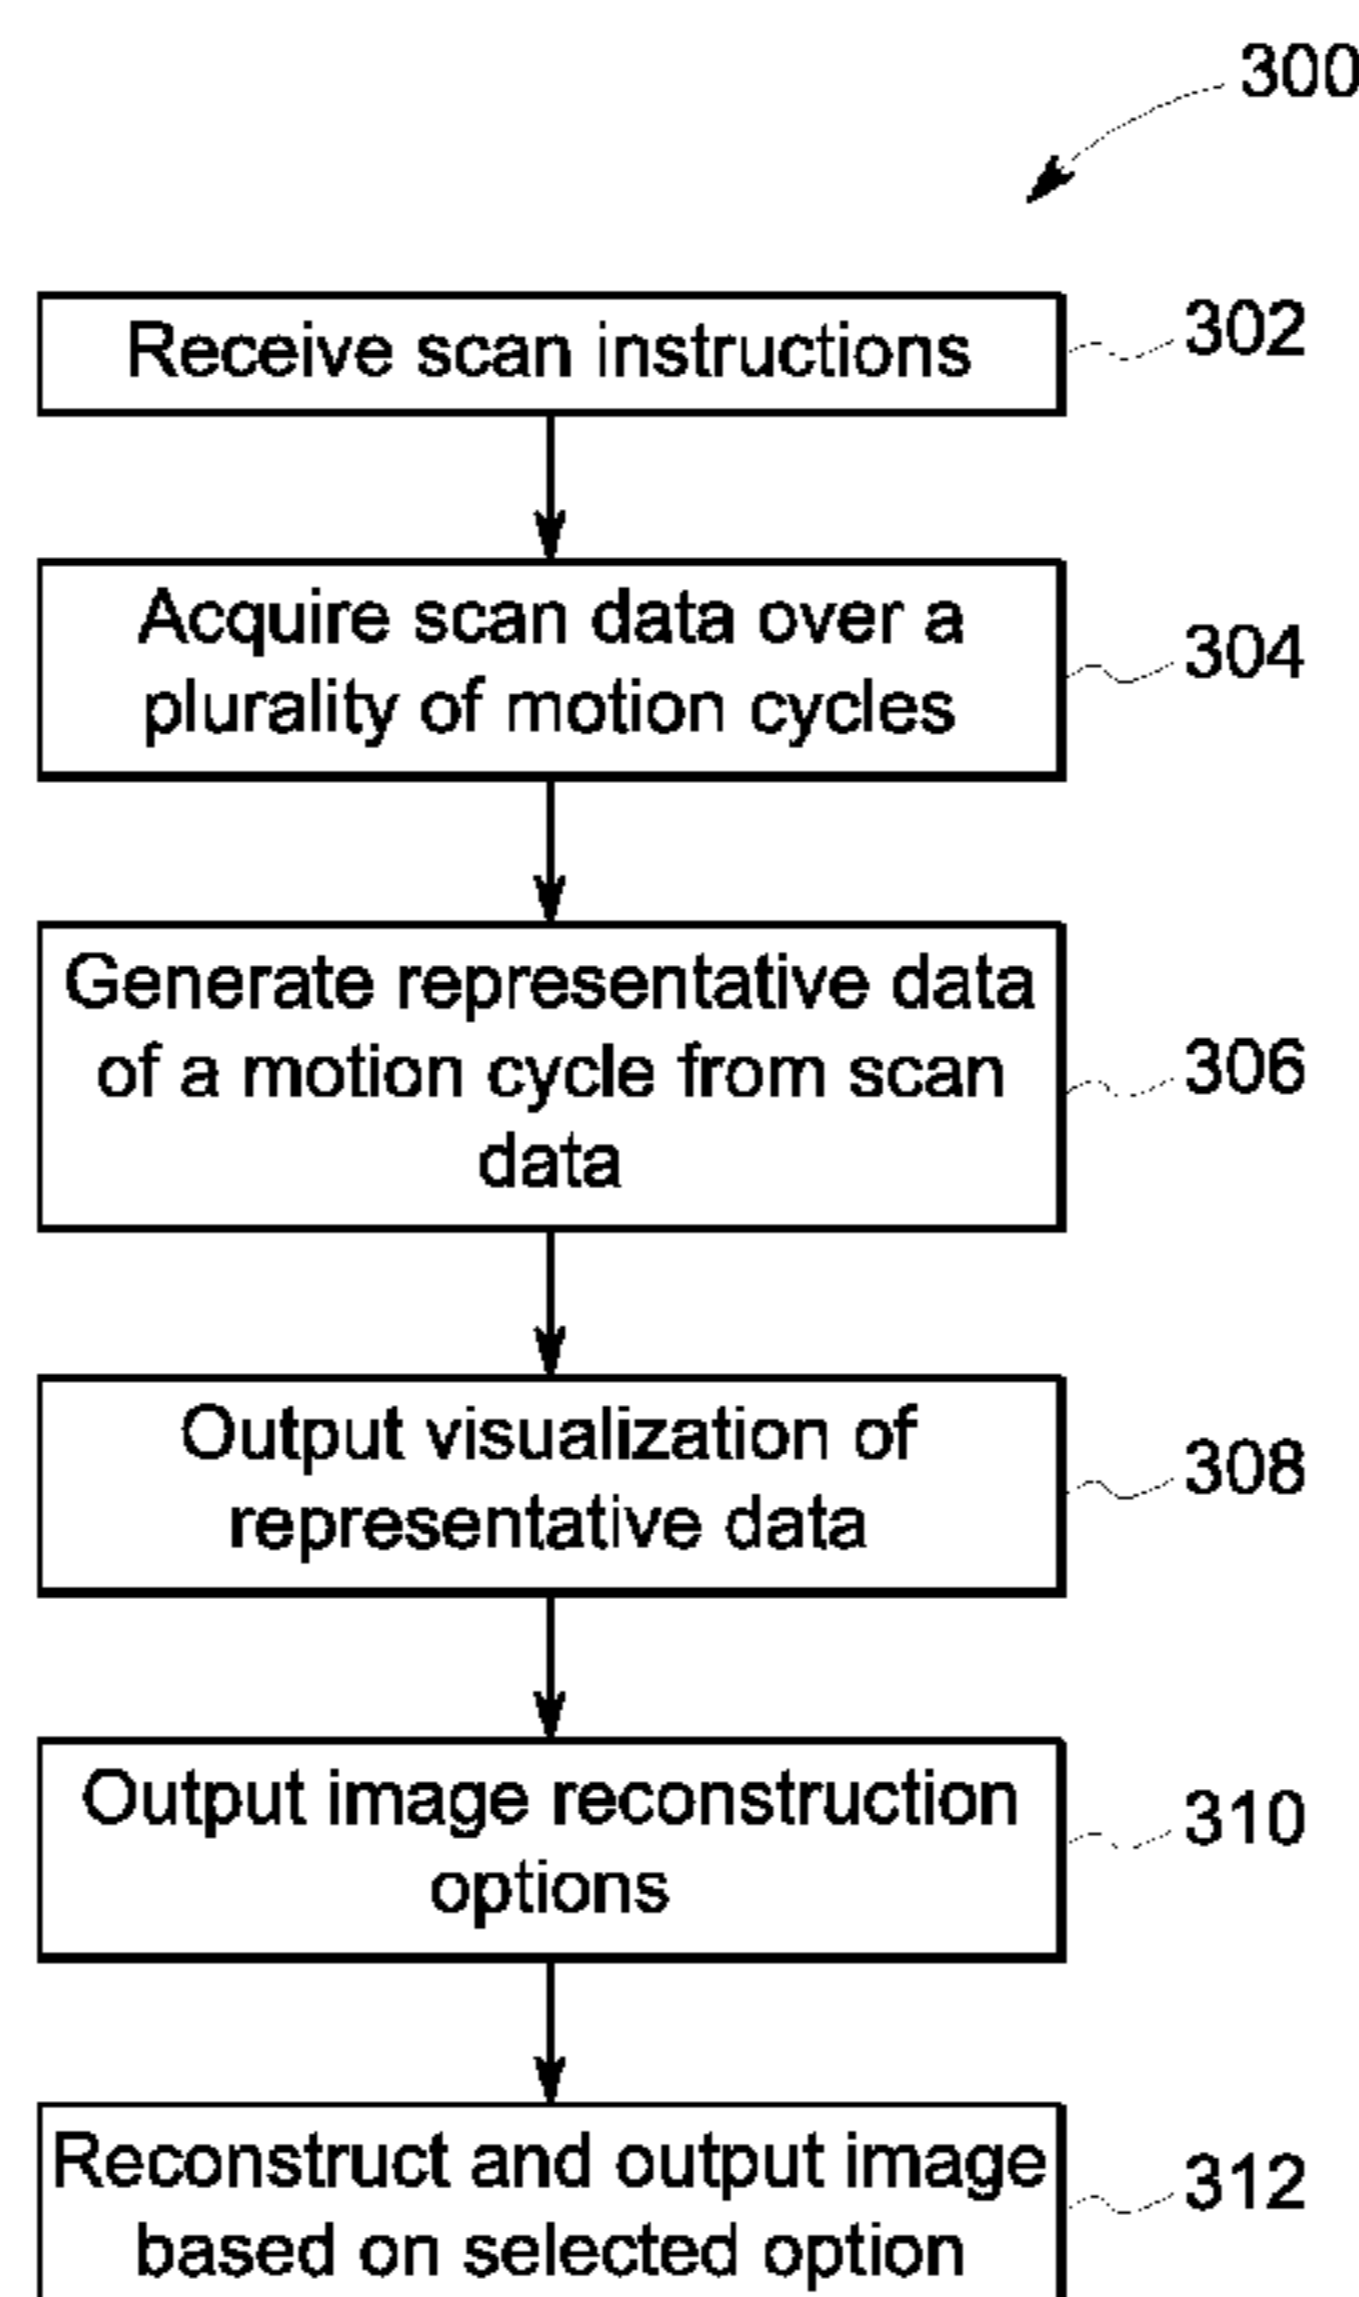 300
Receive scan instructions
302
Acquire scan data over a
plurality of motion cycles
304
Generate representative data
of a motion cycle from scan
data
306
Output visualization of
representative data
308
Output image reconstruction
options
310
Reconstruct and output image
based on selected option
312